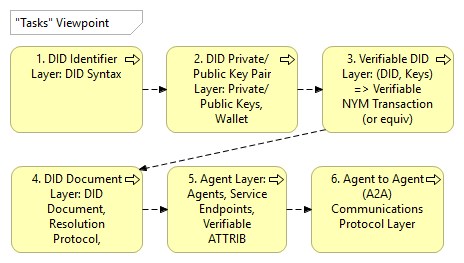 "Tasks" Viewpoint
1. DID Identifier
Layer: DID Syntax
2. DID Private/
Public Key Pair
Layer: Private/
Public Keys,
Wallet
3. Verifiable DID
Layer: (DID, Keys)
=> Verifiable
NYM Transaction
(or equiv)
4. DID Document
Layer: DID
Document,
Resolution
Protocol,
5. Agent Layer:
Agents, Service
Endpoints,
Verifiable
ATTRIB
6. Agent to Agent
(A2A)
Communications
Protocol Layer